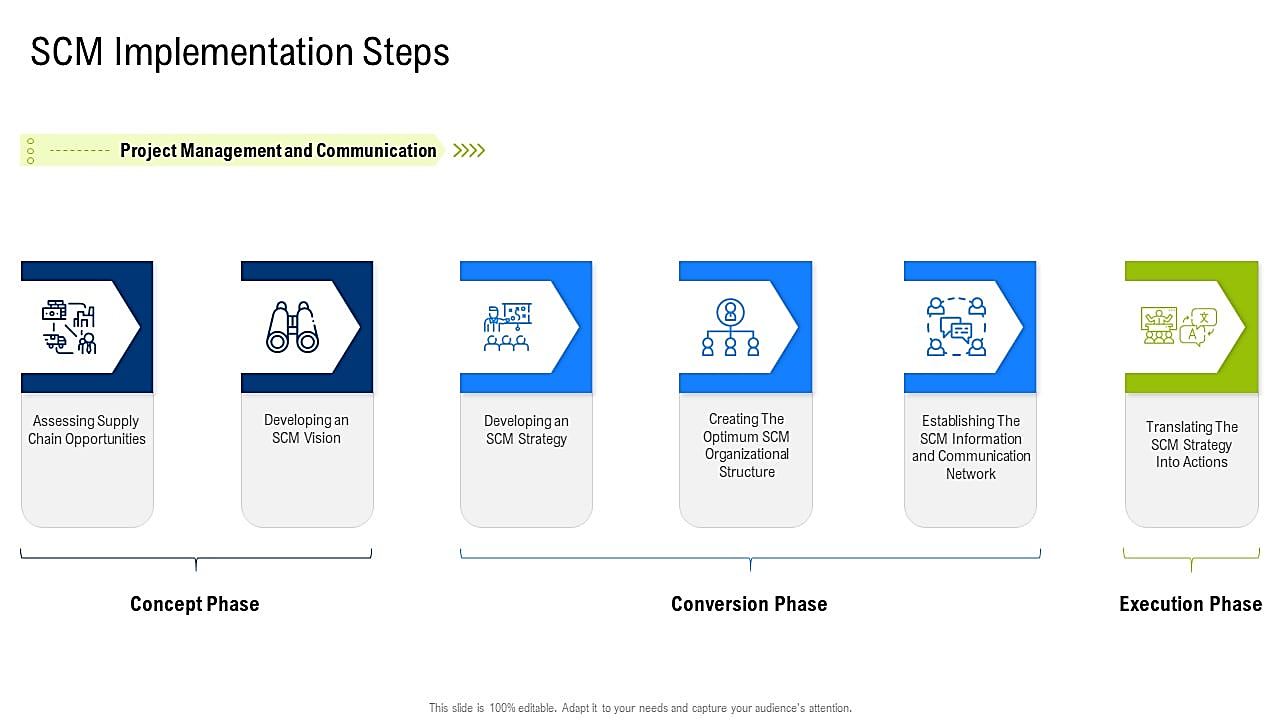 SCM Implementation Steps
Project Management and Communication
Assessing Supply
Chain Opportunities
Developing an
SCM Vision
Developing an
SCM Strategy
Creating The
Optimum SCM
Organizational
Structure
Establishing The
SCM Information
and Communication
Network
Translating The
SCM Strategy
Into Actions
文
A
Concept Phase
Conversion Phase
Execution Phase
This slide is 100% editable. Adapt it to your needs and capture your audience's attention.